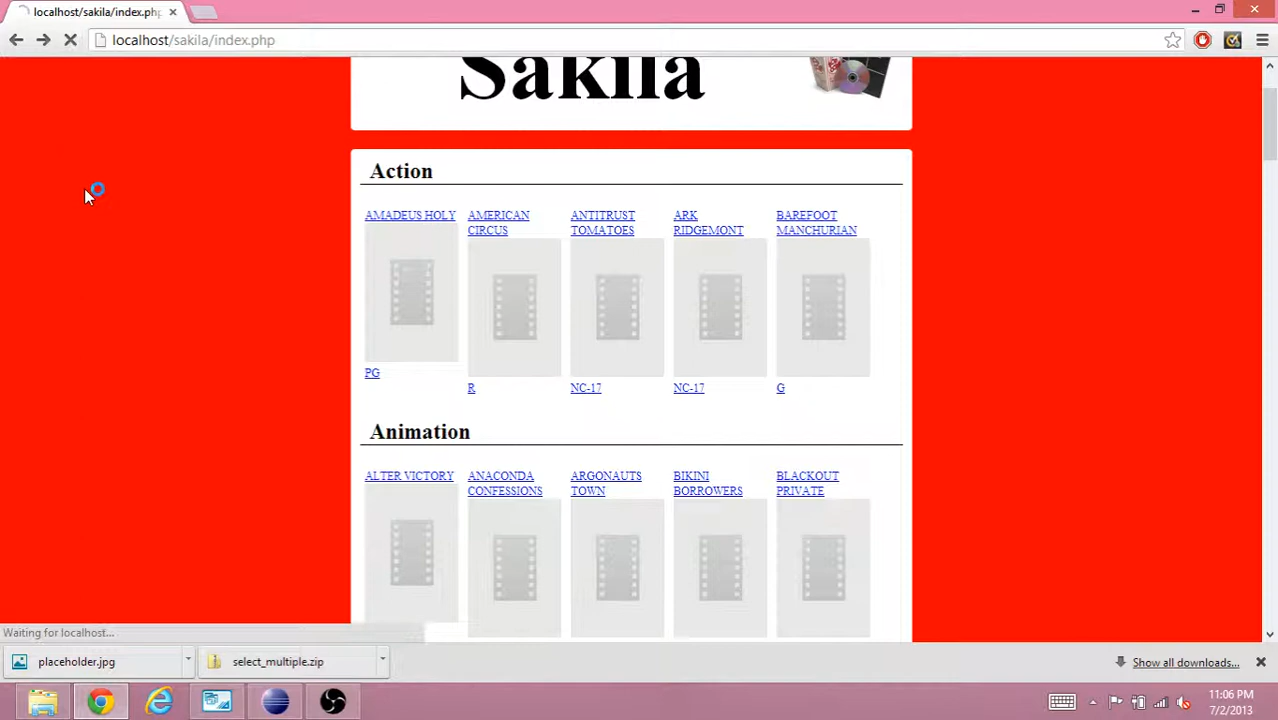 localhost/sakila/index.php
localhost/sakila/index.php
Sakila
Action
AMADEUS HOLY
PG
AMERICAN
CIRCUS
R
ANTITRUST
TOMATOES
NC-17
ARK
RIDGEMONT
NC-17
BAREFOOT
MANCHURIAN
G
Animation
ALTER VICTORY
ANACONDA
CONFESSIONS
ARGONAUTS
TOWN
BIKINI
BORROWERS
BLACKOUT
PRIVATE
Waiting for localhost...
placeholder.jpg
select_multiple.zip
Show all downloads...
11:06 PM
7/2/2013